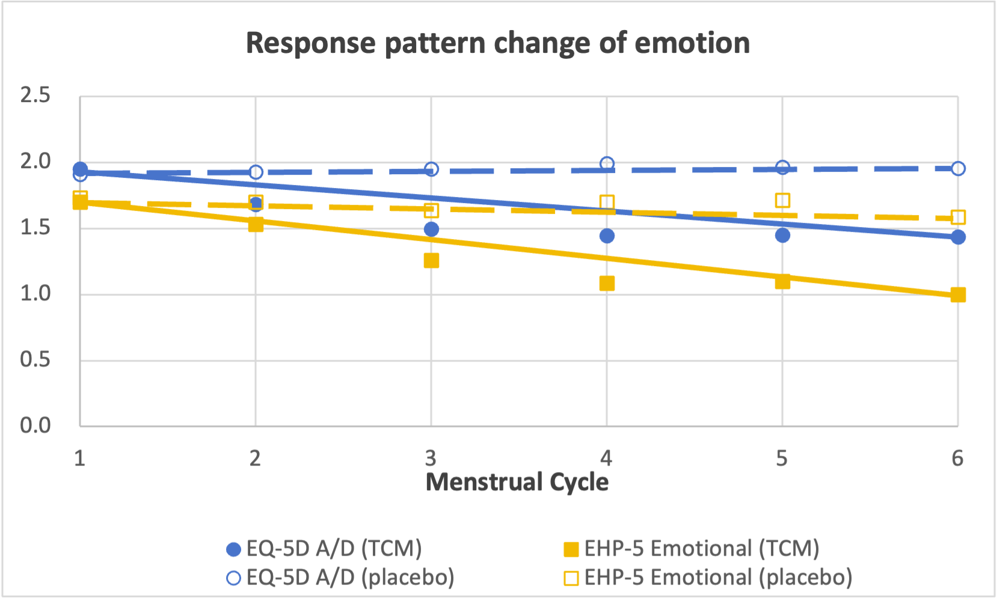 Response pattern change of emotion
2.5
2.0
1.5
1.0
0.5
0.0
1 2 3 4 5 6
Menstrual Cycle
EQ-5D A/D (TCM) EHP-5 Emotional (TCM)
EQ-5D A/D (placebo) EHP-5 Emotional (placebo)